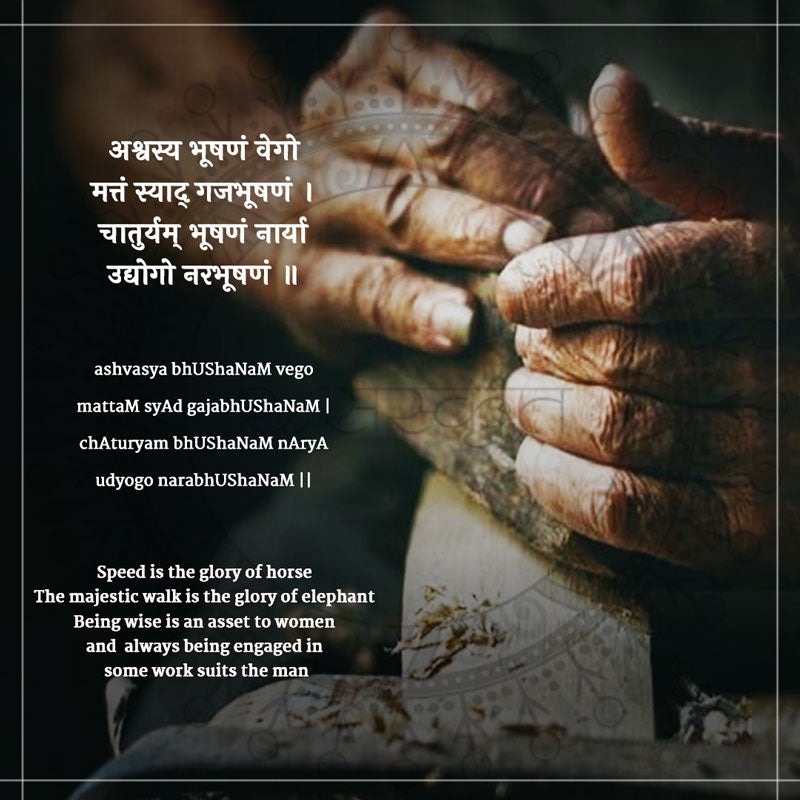 अश्वस्य भूषणं वेगो
मत्तं स्याद् गजभूषणं ।
चातुर्यम् भूषणं नार्या
उद्योगो नरभूषणं ॥
ashvasya bhUShaNaM vego
mattaM syAd gajabhUShaNaM |
chAturyam bhUShaNaM nAryA
udyogo narabhUShaNaM ||
Speed is the glory of horse
The majestic walk is the glory of elephant
Being wise is an asset to women
and always being engaged in
some work suits the man